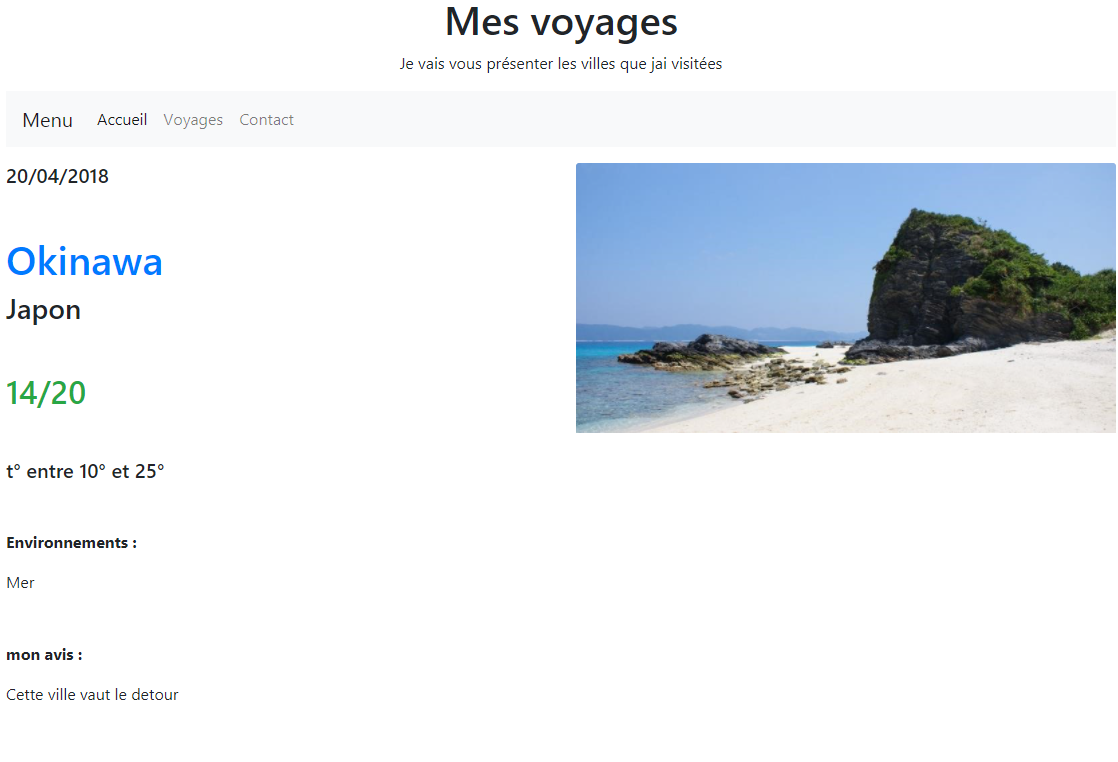 Mes voyages
Je vais vous présenter les villes que jai visitées
Menu Accueil Voyages Contact
20/04/2018
Okinawa
Japon
14/20
t° entre 10° et 25°
Environnements :
Mer
mon avis :
Cette ville vaut le detour